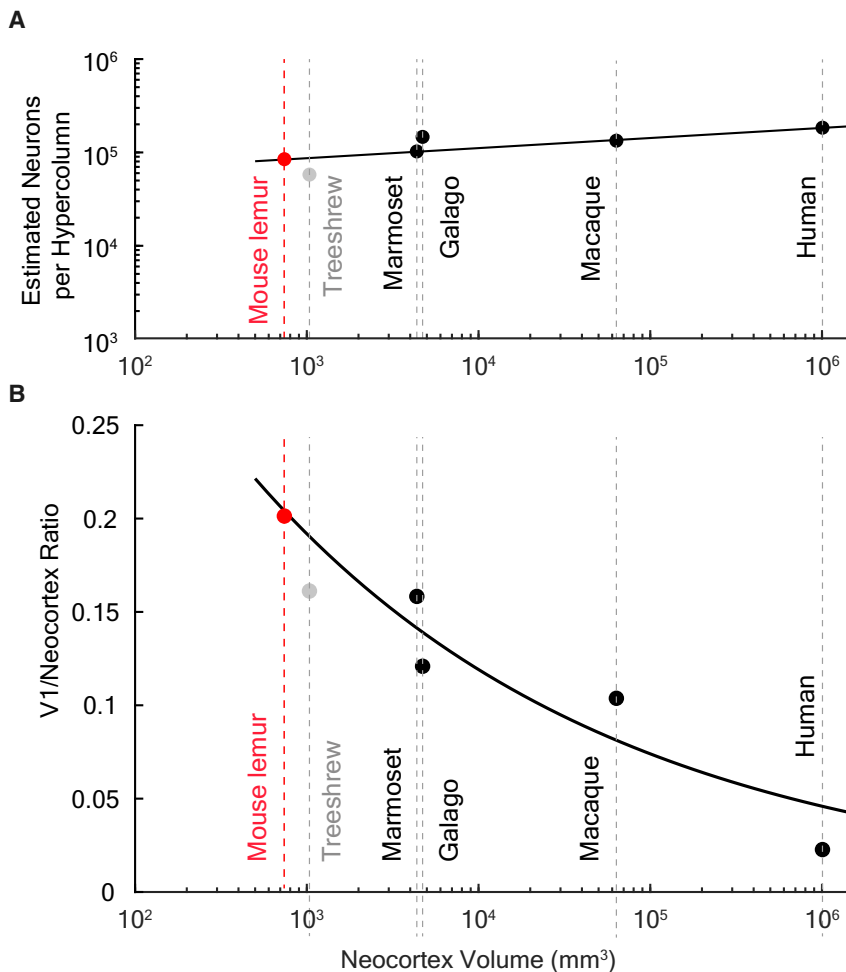 A
10⁶
10⁵
10⁴
10³
Estimated Neurons
per Hypercolumn
Mouse lemur
Treeshrew
Marmoset
Galago
Macaque
Human
10² 10³ 10⁴ 10⁵ 10⁶
B
0.25
0.2
0.15
0.1
0.05
0
V1/Neocortex Ratio
Mouse lemur
Treeshrew
Marmoset
Galago
Macaque
Human
10² 10³ 10⁴ 10⁵ 10⁶
Neocortex Volume (mm³)